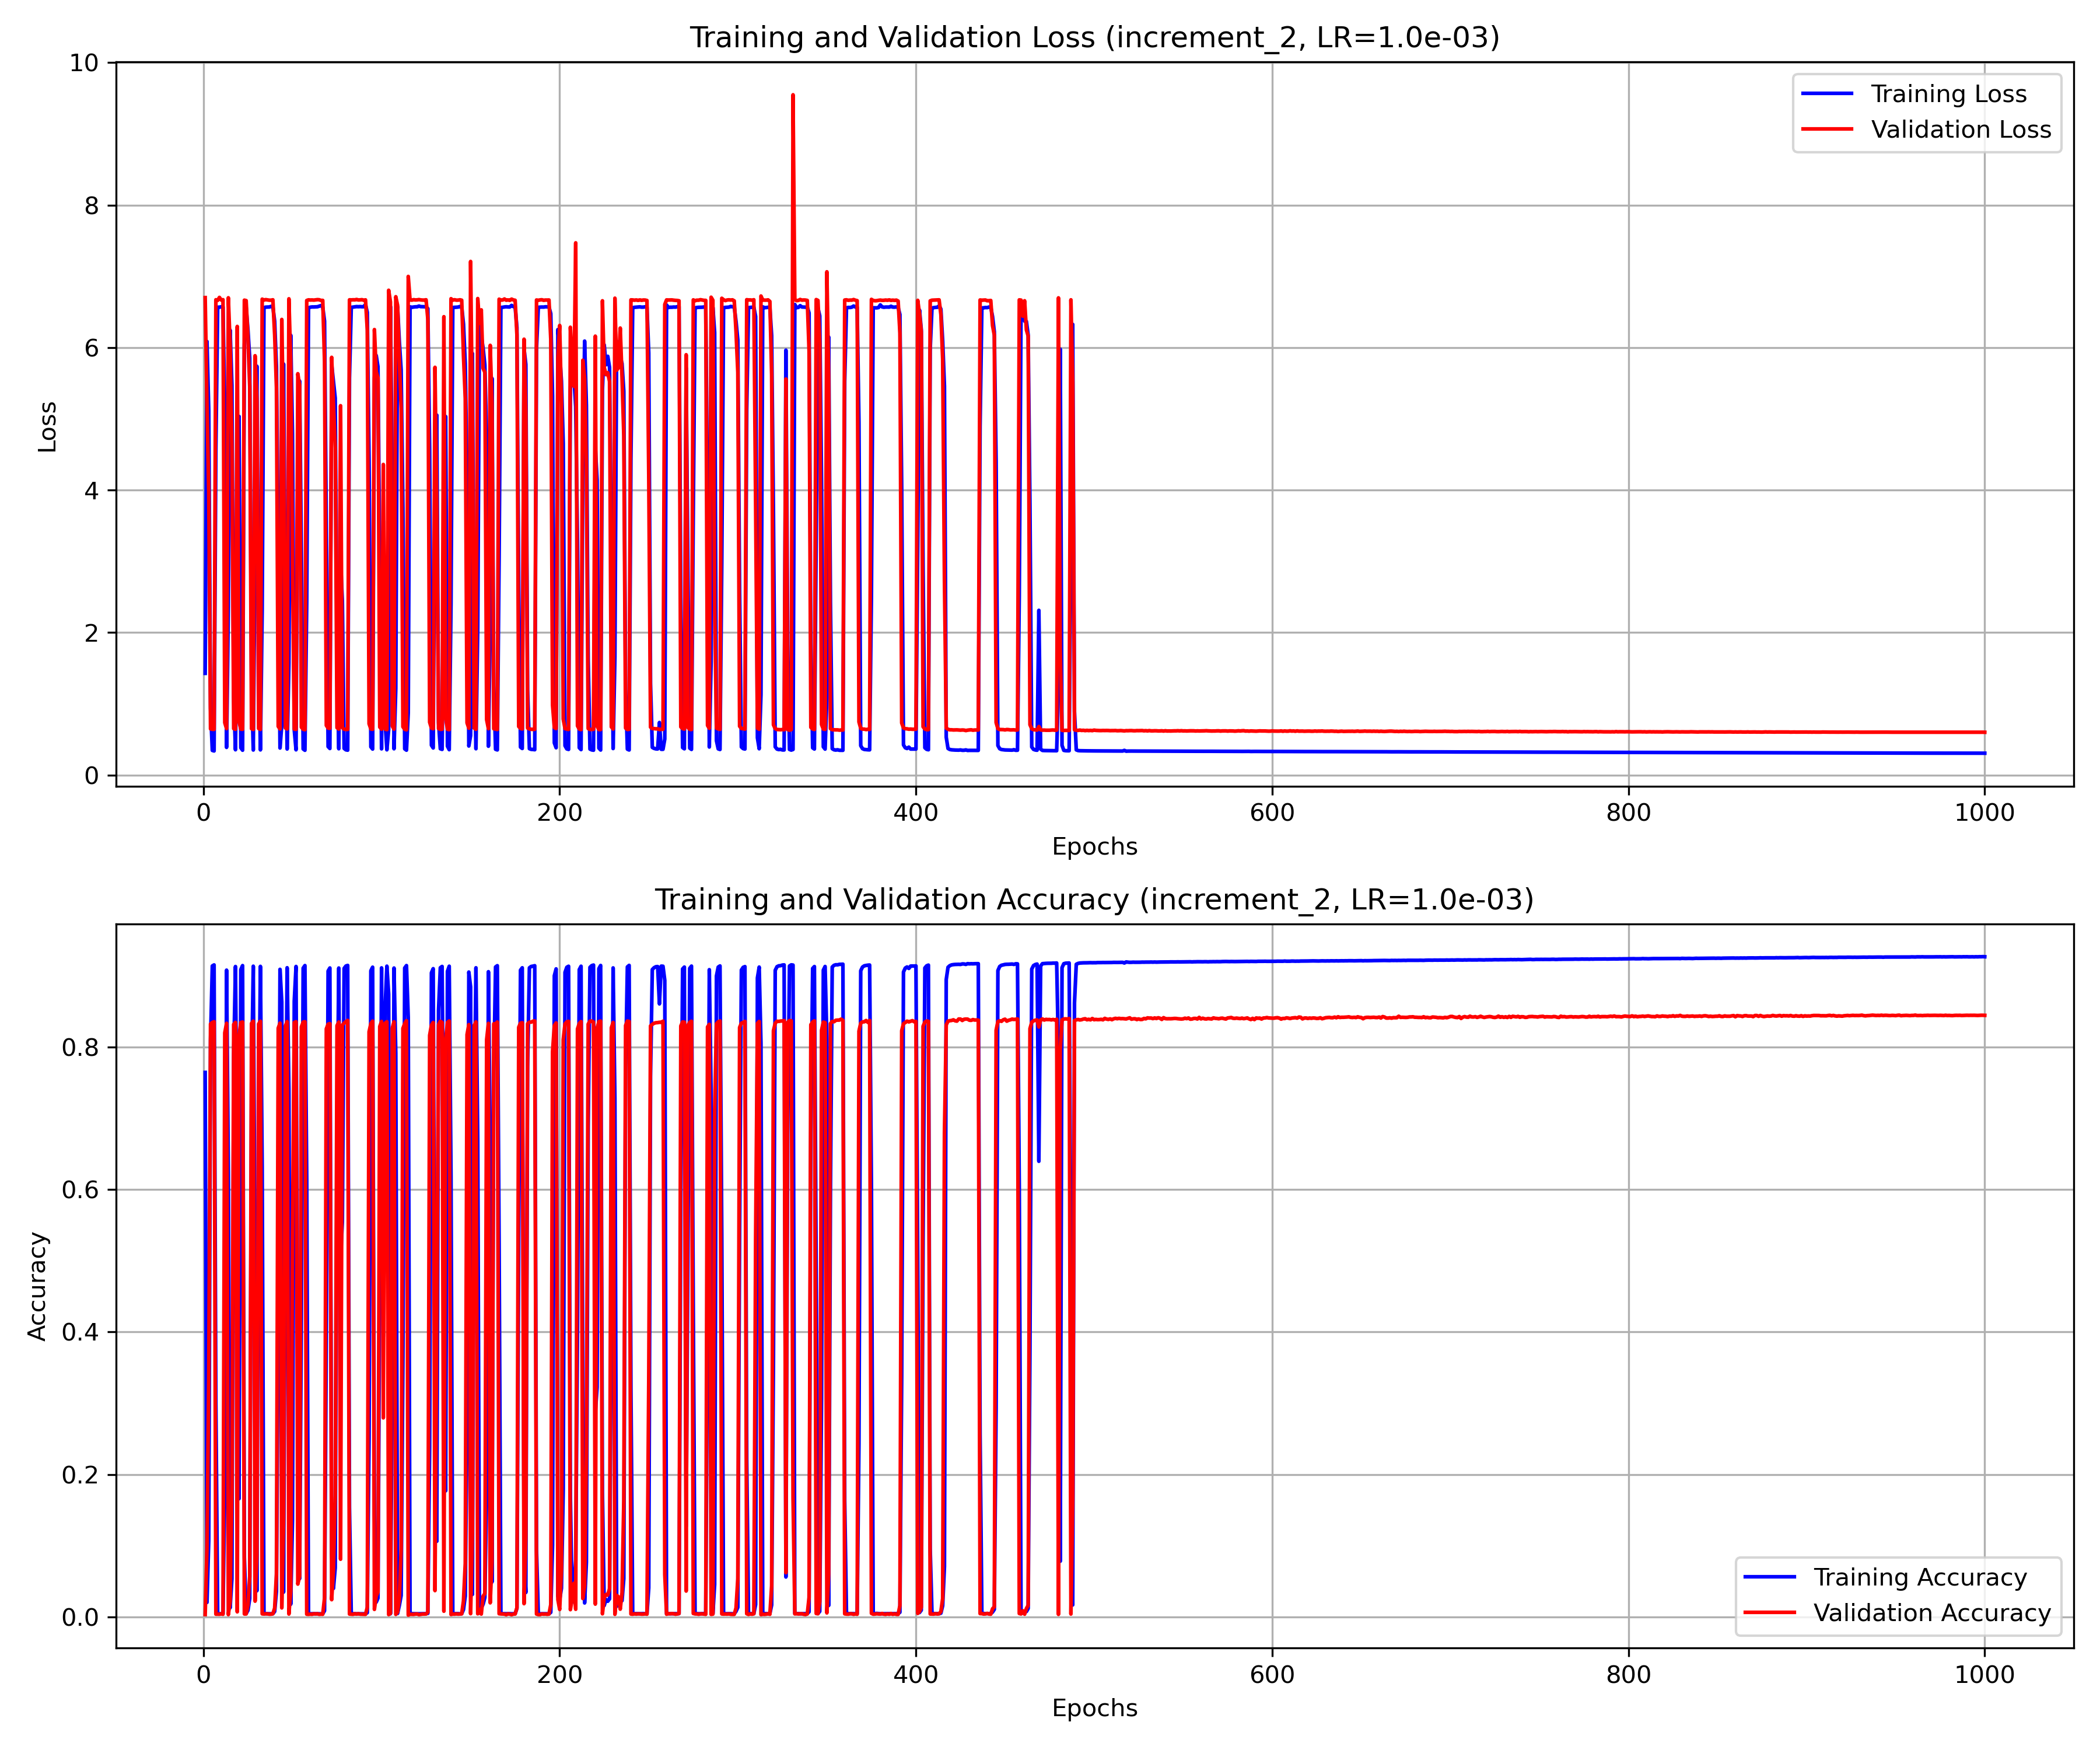 Training and Validation Loss (increment_2, LR=1.0e-03)
10
8
6
4
2
0
Loss
Training Loss
Validation Loss
0 200 400 600 800 1000
Epochs
Training and Validation Accuracy (increment_2, LR=1.0e-03)
0.8
0.6
0.4
0.2
0.0
Accuracy
Training Accuracy
Validation Accuracy
0 200 400 600 800 1000
Epochs